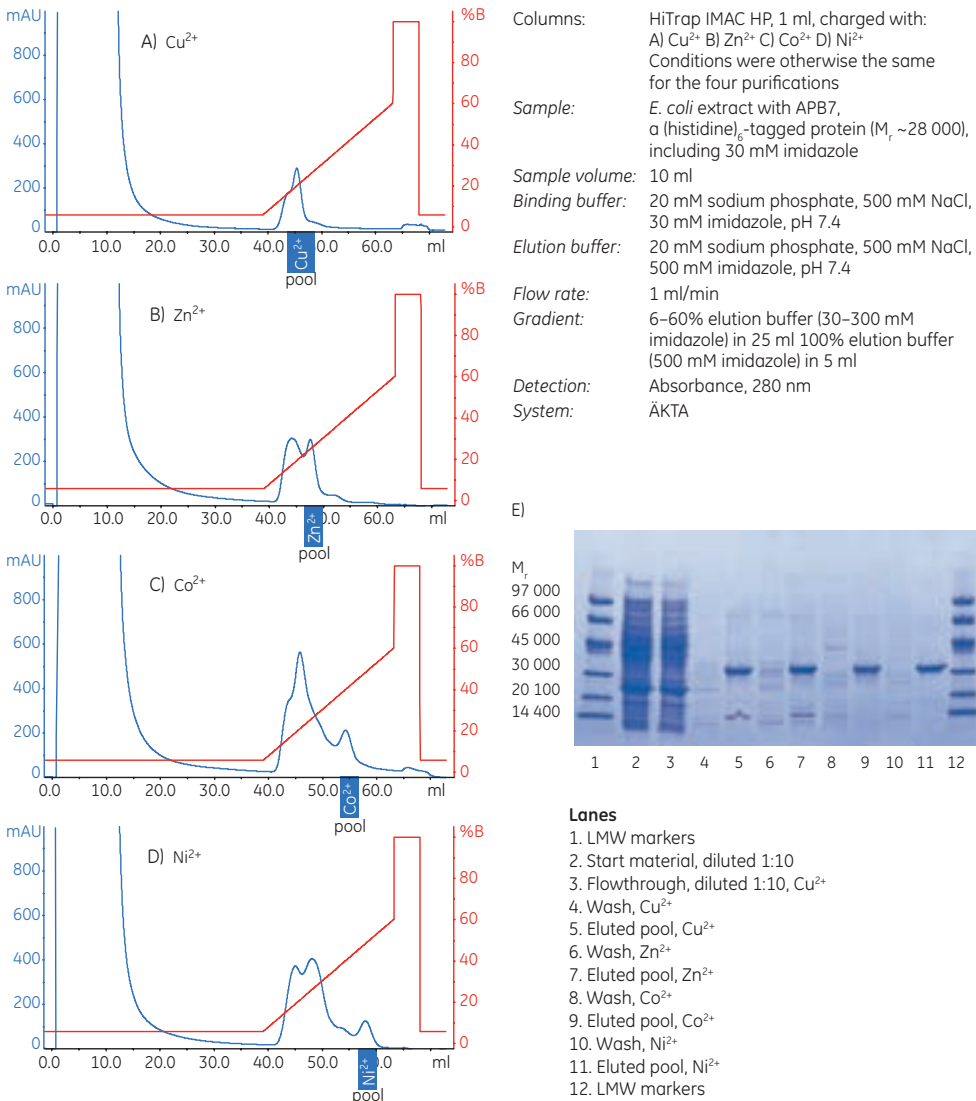 mAU
%B
A) Cu²⁺
800
600
400
200
0
100
80
60
40
20
0
0.0 10.0 20.0 30.0 40.0 50.0 60.0 ml
Cu²⁺
pool
mAU
%B
B) Zn²⁺
800
600
400
200
0
100
80
60
40
20
0
0.0 10.0 20.0 30.0 40.0 50.0 60.0 ml
Zn²⁺
pool
mAU
%B
C) Co²⁺
800
600
400
200
0
100
80
60
40
20
0
0.0 10.0 20.0 30.0 40.0 50.0 60.0 ml
Co²⁺
pool
mAU
%B
D) Ni²⁺
800
600
400
200
0
100
80
60
40
20
0
0.0 10.0 20.0 30.0 40.0 50.0 60.0 ml
Ni²⁺
pool
Columns: HiTrap IMAC HP, 1 ml, charged with:
A) Cu²⁺ B) Zn²⁺ C) Co²⁺ D) Ni²⁺
Conditions were otherwise the same
for the four purifications
Sample: E. coli extract with APB7,
a (histidine)₆-tagged protein (Mᵣ ~28 000),
including 30 mM imidazole
Sample volume: 10 ml
Binding buffer: 20 mM sodium phosphate, 500 mM NaCl,
30 mM imidazole, pH 7.4
Elution buffer: 20 mM sodium phosphate, 500 mM NaCl,
500 mM imidazole, pH 7.4
Flow rate: 1 ml/min
Gradient: 6–60% elution buffer (30–300 mM
imidazole) in 25 ml 100% elution buffer
(500 mM imidazole) in 5 ml
Detection: Absorbance, 280 nm
System: ÄKTA
E)
Mᵣ
97 000
66 000
45 000
30 000
20 100
14 400
1 2 3 4 5 6 7 8 9 10 11 12
Lanes
1. LMW markers
2. Start material, diluted 1:10
3. Flowthrough, diluted 1:10, Cu²⁺
4. Wash, Cu²⁺
5. Eluted pool, Cu²⁺
6. Wash, Zn²⁺
7. Eluted pool, Zn²⁺
8. Wash, Co²⁺
9. Eluted pool, Co²⁺
10. Wash, Ni²⁺
11. Eluted pool, Ni²⁺
12. LMW markers